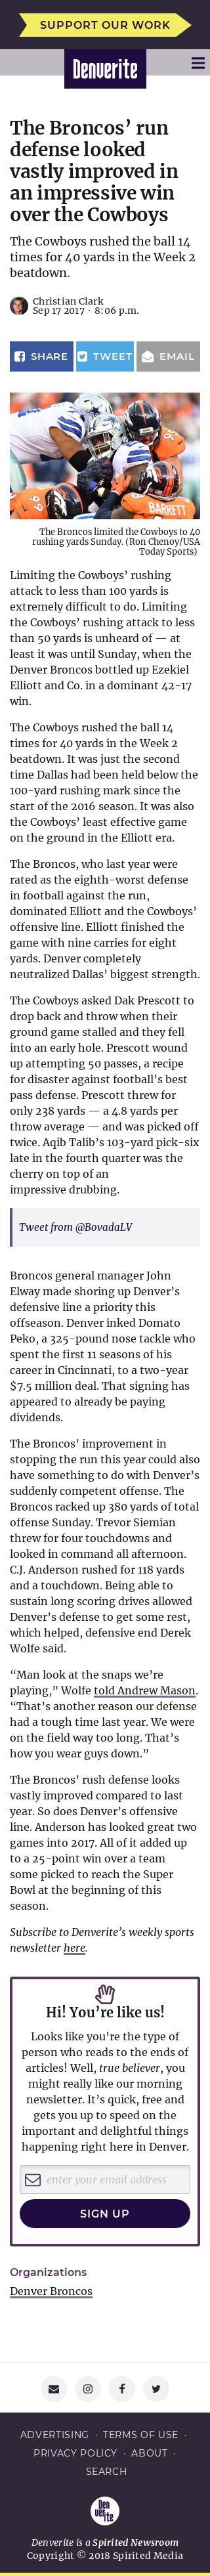 SUPPORT OUR WORK
Denverite
The Broncos’ run
defense looked
vastly improved in
an impressive win
over the Cowboys
The Cowboys rushed the ball 14
times for 40 yards in the Week 2
beatdown.
Christian Clark
Sep 17 2017 · 8:06 p.m.
SHARE TWEET EMAIL
The Broncos limited the Cowboys to 40
rushing yards Sunday. (Ron Chenoy/USA
Today Sports)
Limiting the Cowboys’ rushing
attack to less than 100 yards is
extremely difficult to do. Limiting
the Cowboys’ rushing attack to less
than 50 yards is unheard of — at
least it was until Sunday, when the
Denver Broncos bottled up Ezekiel
Elliott and Co. in a dominant 42-17
win.
The Cowboys rushed the ball 14
times for 40 yards in the Week 2
beatdown. It was just the second
time Dallas had been held below the
100-yard rushing mark since the
start of the 2016 season. It was also
the Cowboys’ least effective game
on the ground in the Elliott era.
The Broncos, who last year were
rated as the eighth-worst defense
in football against the run,
dominated Elliott and the Cowboys’
offensive line. Elliott finished the
game with nine carries for eight
yards. Denver completely
neutralized Dallas’ biggest strength.
The Cowboys asked Dak Prescott to
drop back and throw when their
ground game stalled and they fell
into an early hole. Prescott wound
up attempting 50 passes, a recipe
for disaster against football’s best
pass defense. Prescott threw for
only 238 yards — a 4.8 yards per
throw average — and was picked off
twice. Aqib Talib’s 103-yard pick-six
late in the fourth quarter was the
cherry on top of an
impressive drubbing.
Tweet from @BovadaLV
Broncos general manager John
Elway made shoring up Denver’s
defensive line a priority this
offseason. Denver inked Domato
Peko, a 325-pound nose tackle who
spent the first 11 seasons of his
career in Cincinnati, to a two-year
$7.5 million deal. That signing has
appeared to already be paying
dividends.
The Broncos’ improvement in
stopping the run this year could also
have something to do with Denver’s
suddenly competent offense. The
Broncos racked up 380 yards of total
offense Sunday. Trevor Siemian
threw for four touchdowns and
looked in command all afternoon.
C.J. Anderson rushed for 118 yards
and a touchdown. Being able to
sustain long scoring drives allowed
Denver’s defense to get some rest,
which helped, defensive end Derek
Wolfe said.
“Man look at the snaps we’re
playing,” Wolfe told Andrew Mason.
“That’s another reason our defense
had a tough time last year. We were
on the field way too long. That’s
how you wear guys down.”
The Broncos’ rush defense looks
vastly improved compared to last
year. So does Denver’s offensive
line. Anderson has looked great two
games into 2017. All of it added up
to a 25-point win over a team
some picked to reach the Super
Bowl at the beginning of this
season.
Subscribe to Denverite’s weekly sports
newsletter here.
Hi! You’re like us!
Looks like you’re the type of
person who reads to the ends of
articles! Well, true believer, you
might really like our morning
newsletter. It’s quick, free and
gets you up to speed on the
important and delightful things
happening right here in Denver.
enter your email address
SIGN UP
Organizations
Denver Broncos
ADVERTISING · TERMS OF USE ·
PRIVACY POLICY · ABOUT ·
SEARCH
Den
ver
ite
Denverite is a Spirited Newsroom
Copyright © 2018 Spirited Media